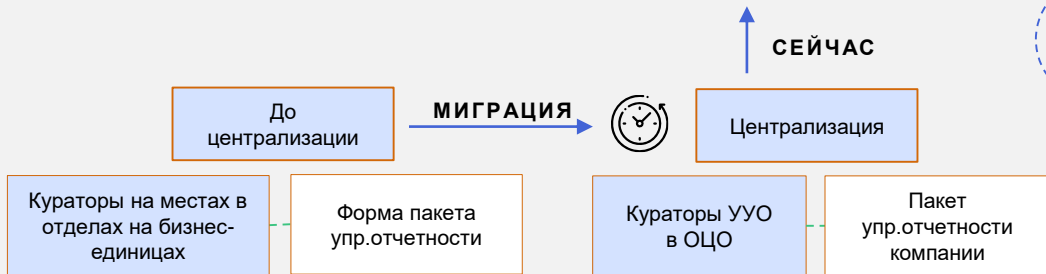 СЕЙЧАС
До
централизации
МИГРАЦИЯ
Централизация
Кураторы на местах в
отделах на бизнес-
единицах
Форма пакета
упр.отчетности
Кураторы УУО
в ОЦО
Пакет
упр.отчетности
компании